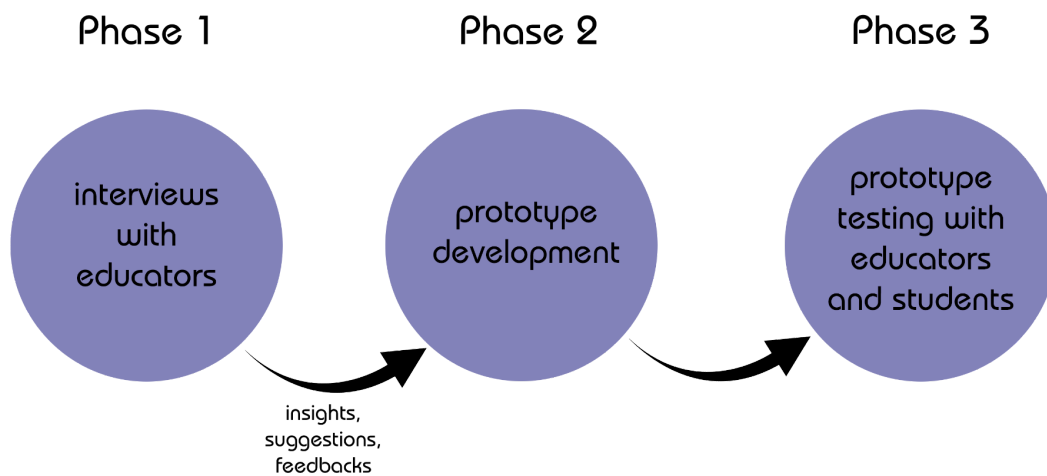 Phase 1
Phase 2
Phase 3
interviews
with
educators
prototype
development
prototype
testing with
educators
and students
insights,
suggestions,
feedbacks